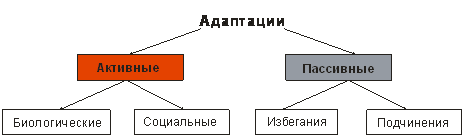 Адаптации
Активные
Пассивные
Биологические
Социальные
Избегания
Подчинения